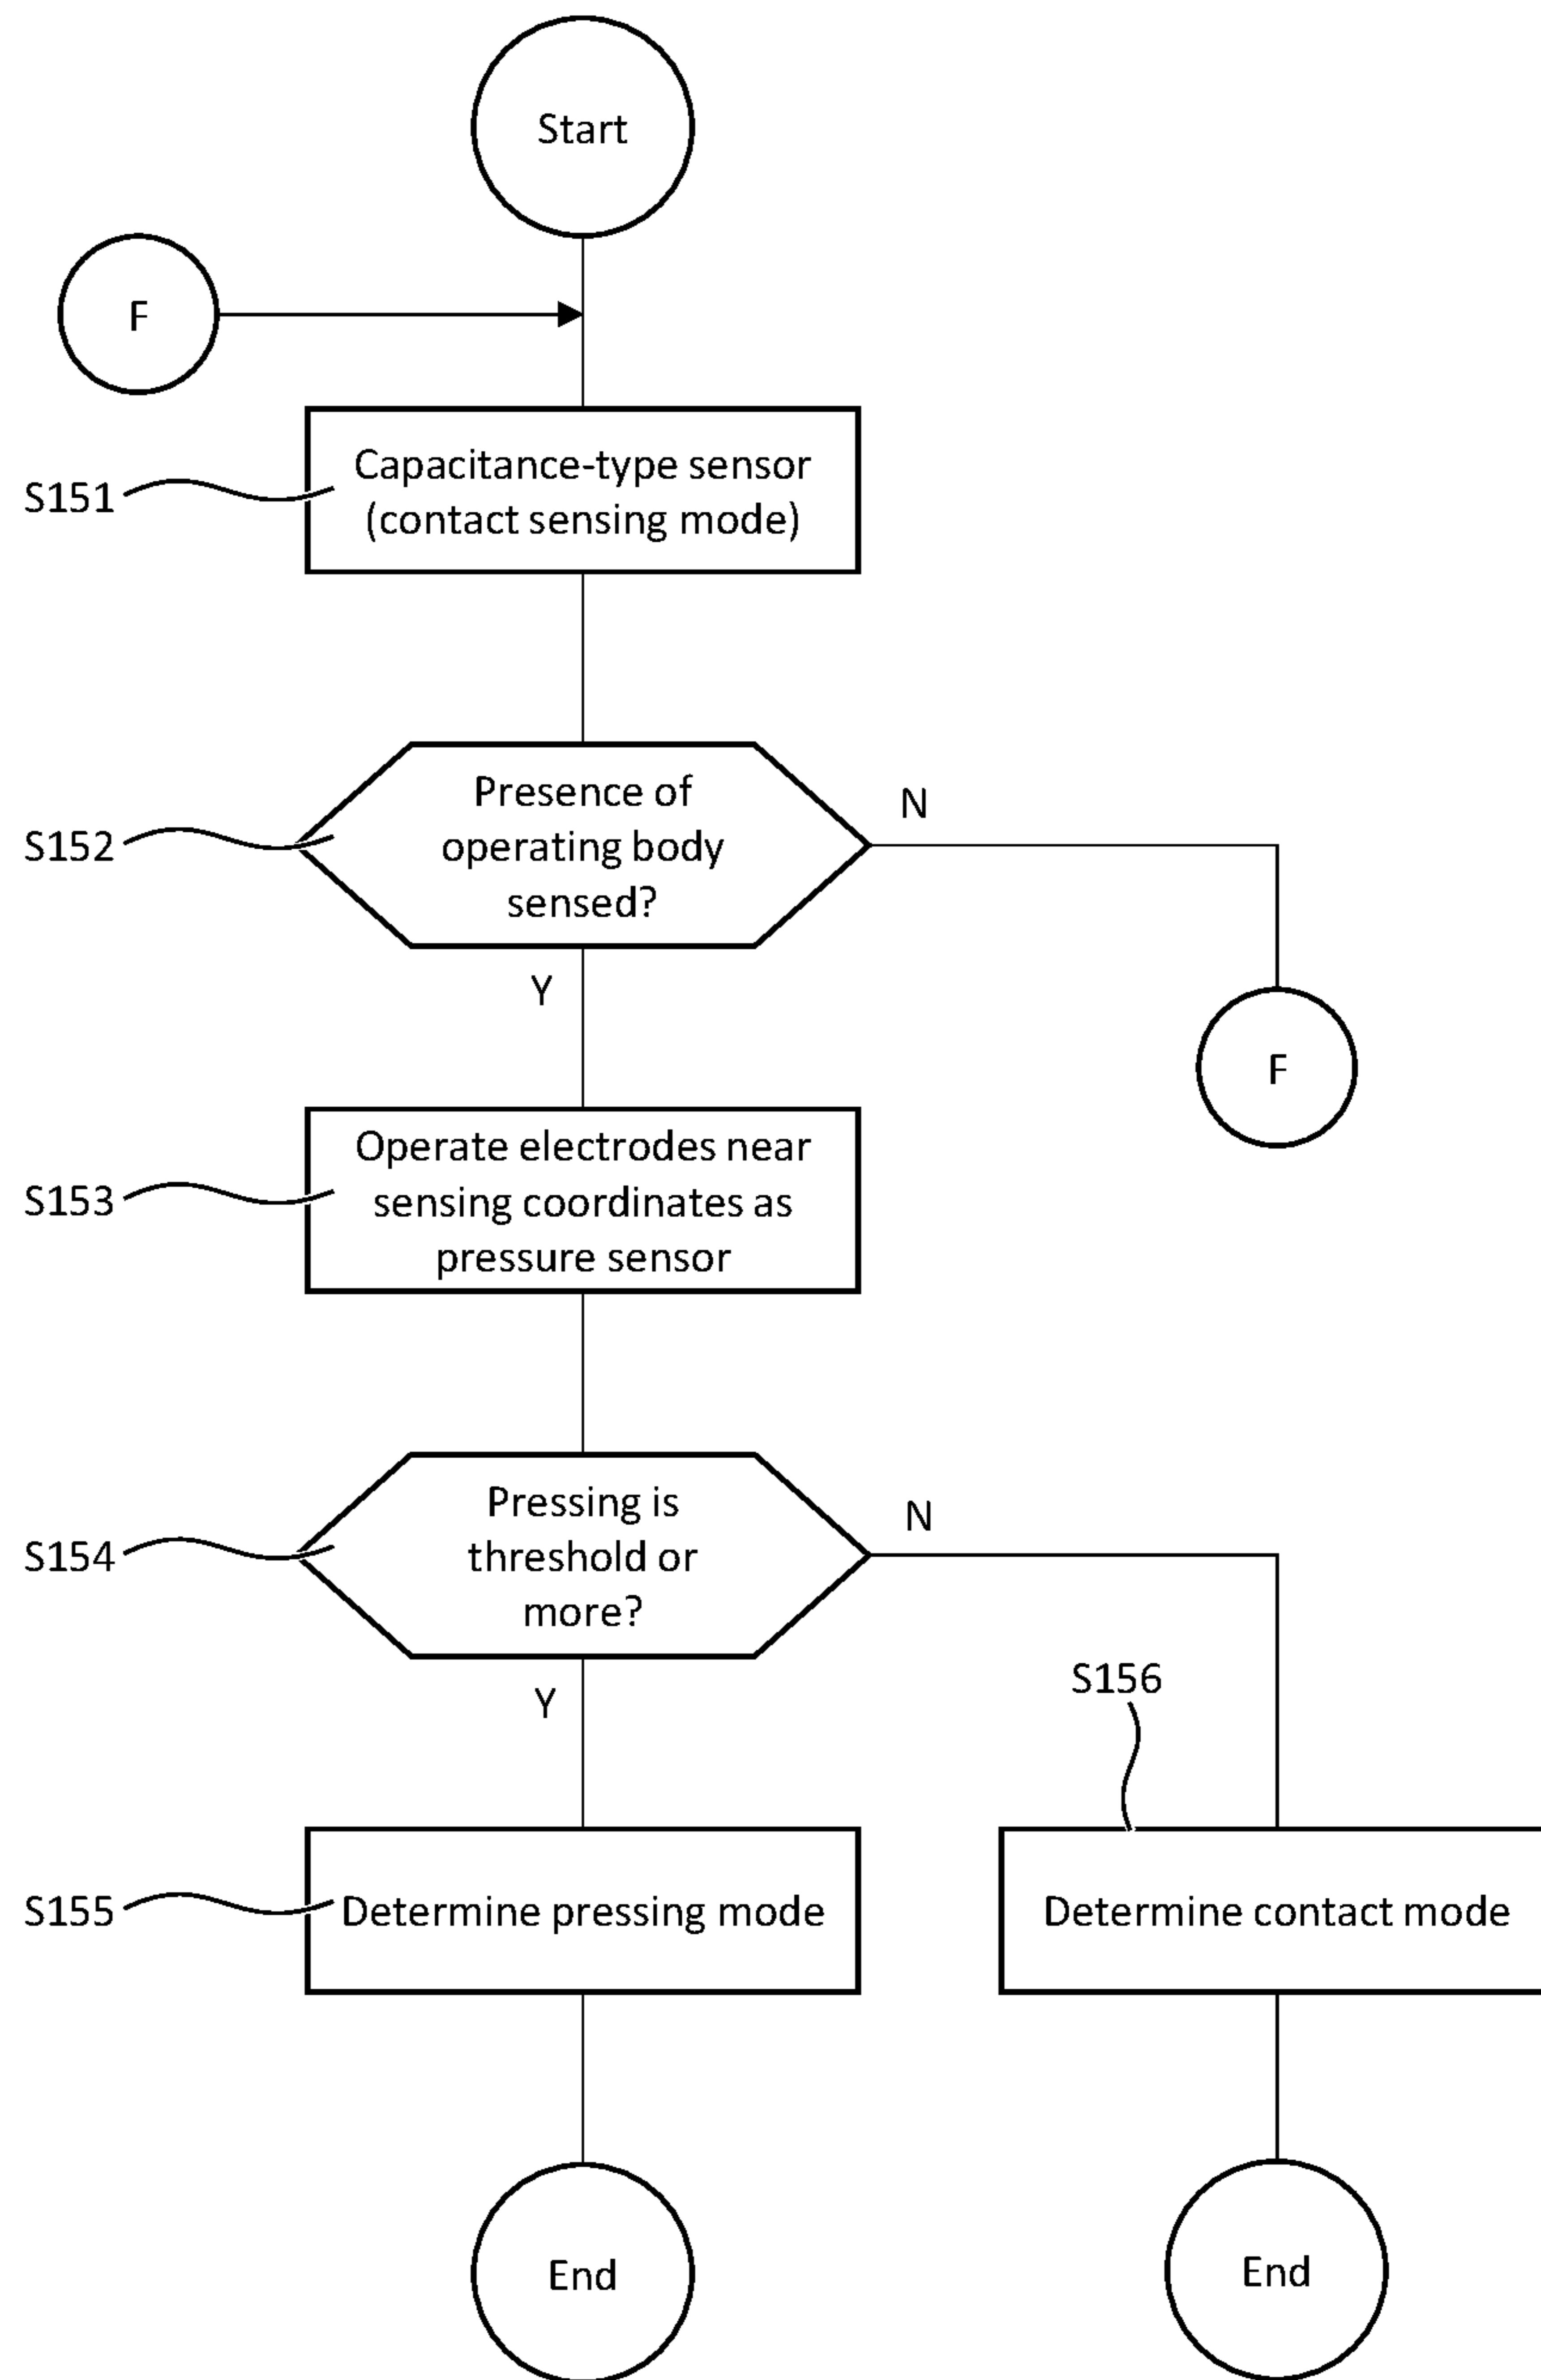 Start
F
S151
Capacitance-type sensor
(contact sensing mode)
S152
Presence of
operating body
sensed?
N
Y
F
S153
Operate electrodes near
sensing coordinates as
pressure sensor
S154
Pressing is
threshold or
more?
N
Y
S156
S155
Determine pressing mode
Determine contact mode
End
End